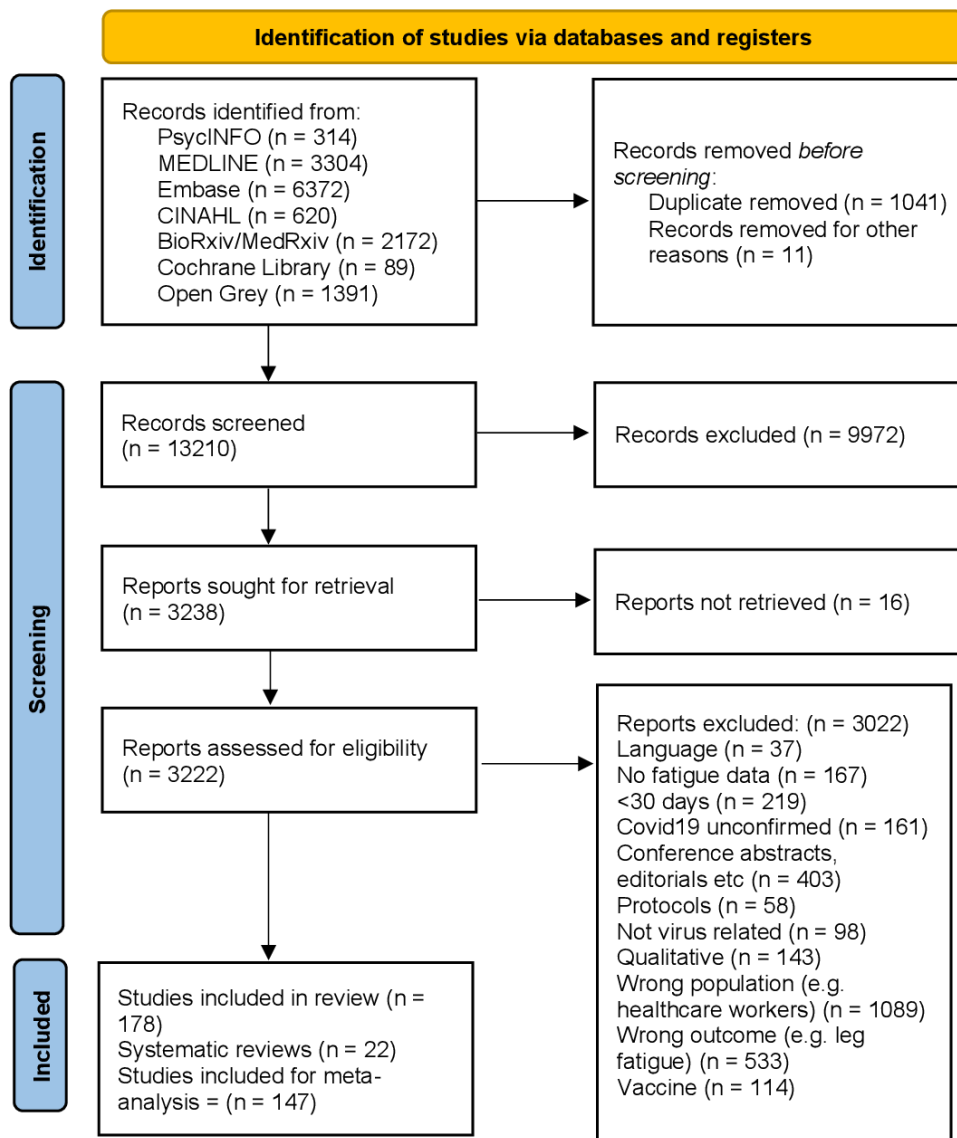 Identification of studies via databases and registers
Identification
Records identified from:
PsycINFO (n = 314)
MEDLINE (n = 3304)
Embase (n = 6372)
CINAHL (n = 620)
BioRxiv/MedRxiv (n = 2172)
Cochrane Library (n = 89)
Open Grey (n = 1391)
Records removed before
screening:
Duplicate removed (n = 1041)
Records removed for other
reasons (n = 11)
Screening
Records screened
(n = 13210)
Records excluded (n = 9972)
Reports sought for retrieval
(n = 3238)
Reports not retrieved (n = 16)
Reports assessed for eligibility
(n = 3222)
Reports excluded: (n = 3022)
Language (n = 37)
No fatigue data (n = 167)
<30 days (n = 219)
Covid19 unconfirmed (n = 161)
Conference abstracts,
editorials etc (n = 403)
Protocols (n = 58)
Not virus related (n = 98)
Qualitative (n = 143)
Wrong population (e.g.
healthcare workers) (n = 1089)
Wrong outcome (e.g. leg
fatigue) (n = 533)
Vaccine (n = 114)
Included
Studies included in review (n =
178)
Systematic reviews (n = 22)
Studies included for meta-
analysis = (n = 147)